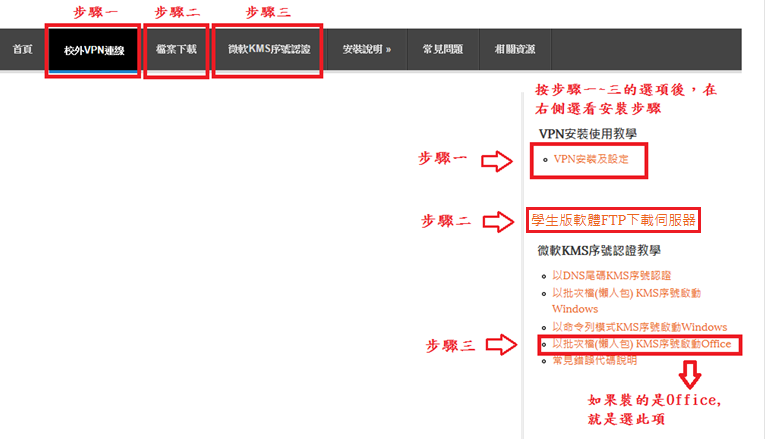 步驟一 步驟二 步驟三
首頁 校外VPN連線 檔案下載 微軟KMS序號認證 安裝說明 » 常見問題 相關資源
按步驟一~三的選項後，在
右側選看安裝步驟
VPN安裝使用教學
步驟一
VPN安裝及設定
步驟二
學生版軟體FTP下載伺服器
微軟KMS序號認證教學
以DNS尾碼KMS序號認證
以批次檔(懶人包) KMS序號啟動
Windows
以命令列模式KMS序號啟動Windows
步驟三
以批次檔(懶人包) KMS序號啟動Office
常見錯誤代碼說明
如果裝的是Office,
就是選此項